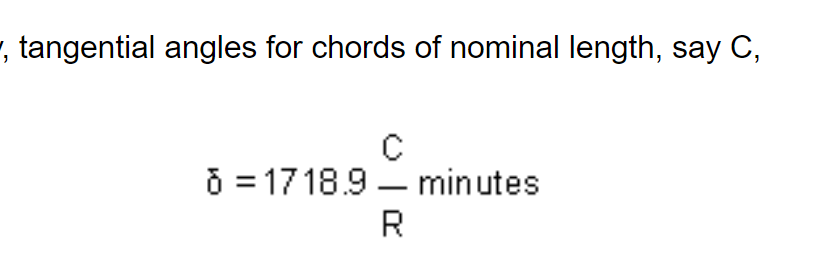 , tangential angles for chords of nominal length, say C,
δ = 1718.9 C/R minutes